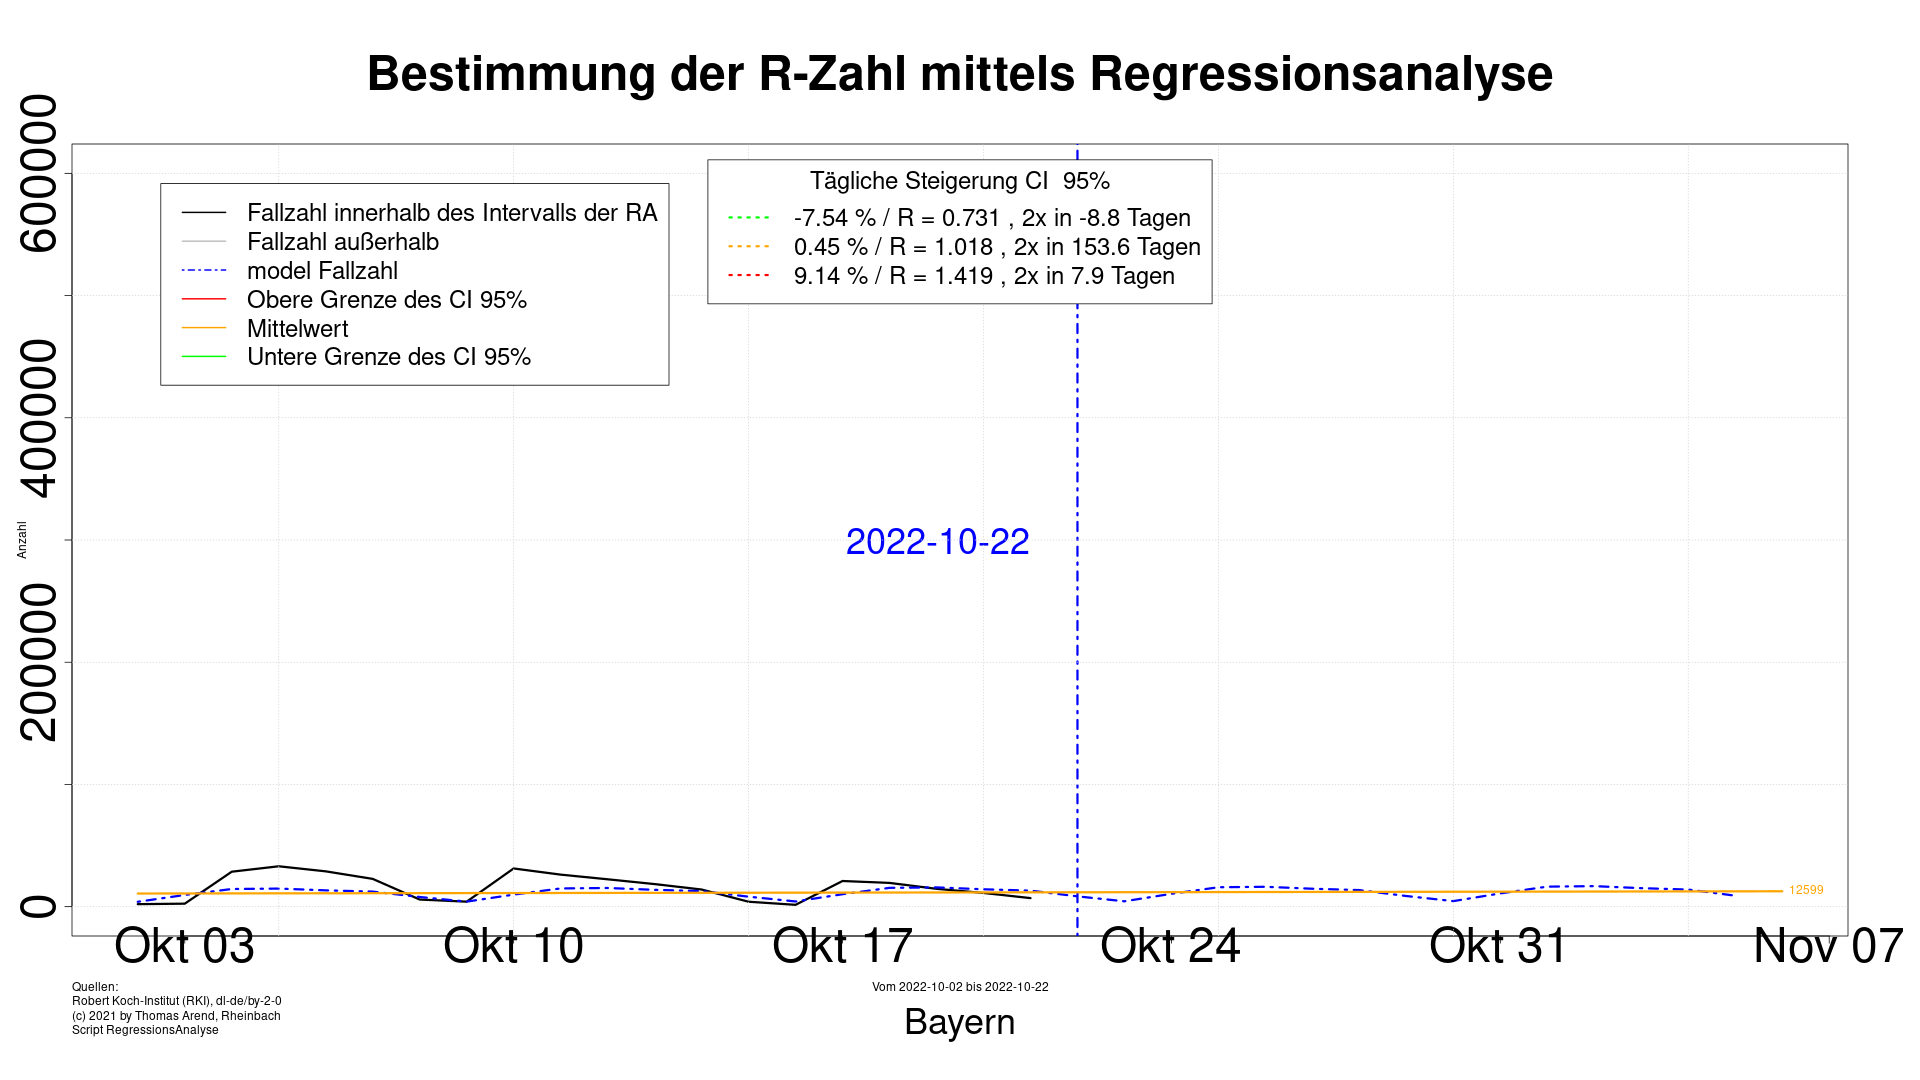 Bestimmung der R-Zahl mittels Regressionsanalyse
600000
400000
200000
0
Anzahl
Fallzahl innerhalb des Intervalls der RA
Fallzahl außerhalb
model Fallzahl
Obere Grenze des CI 95%
Mittelwert
Untere Grenze des CI 95%
Tägliche Steigerung CI 95%
-7.54 % / R = 0.731 , 2x in -8.8 Tagen
0.45 % / R = 1.018 , 2x in 153.6 Tagen
9.14 % / R = 1.419 , 2x in 7.9 Tagen
2022-10-22
12599
Okt 03 Okt 10 Okt 17 Okt 24 Okt 31 Nov 07
Quellen:
Robert Koch-Institut (RKI), dl-de/by-2-0
(c) 2021 by Thomas Arend, Rheinbach
Script RegressionsAnalyse
Vom 2022-10-02 bis 2022-10-22
Bayern